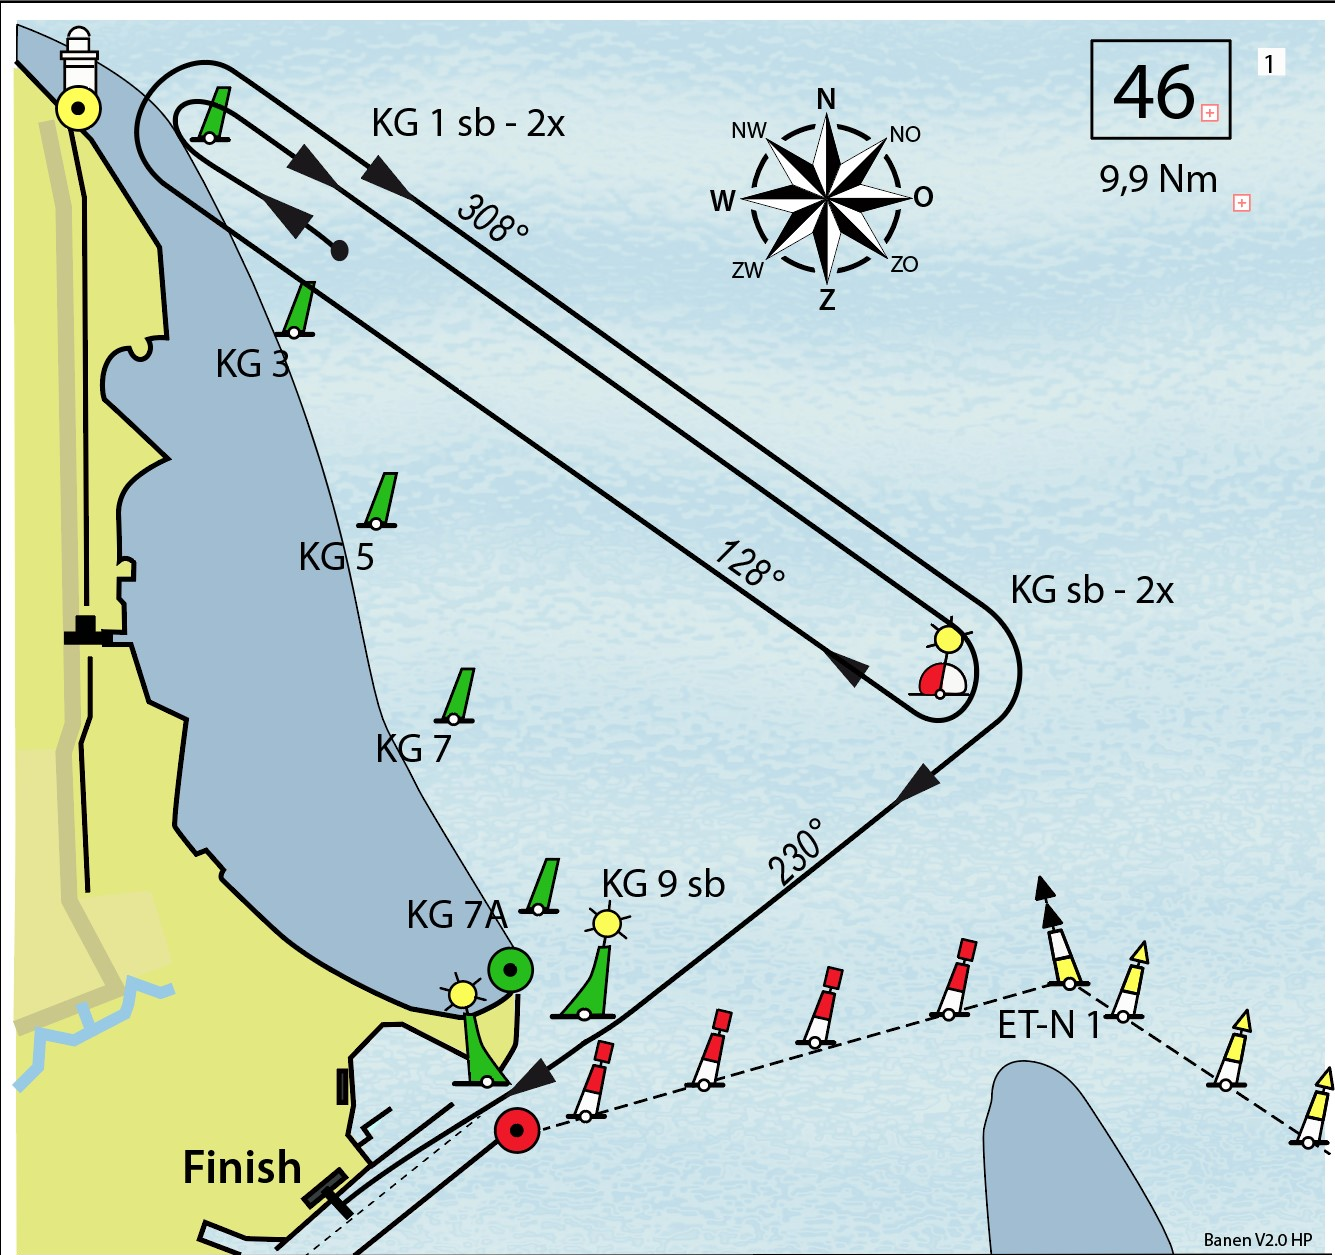 46
1
9,9 Nm
KG 1 sb - 2x
N
NW
NO
W
O
ZW
ZO
Z
308°
KG 3
KG 5
128°
KG sb - 2x
KG 7
230°
KG 9 sb
KG 7A
ET-N 1
Finish
Banen V2.0 HP